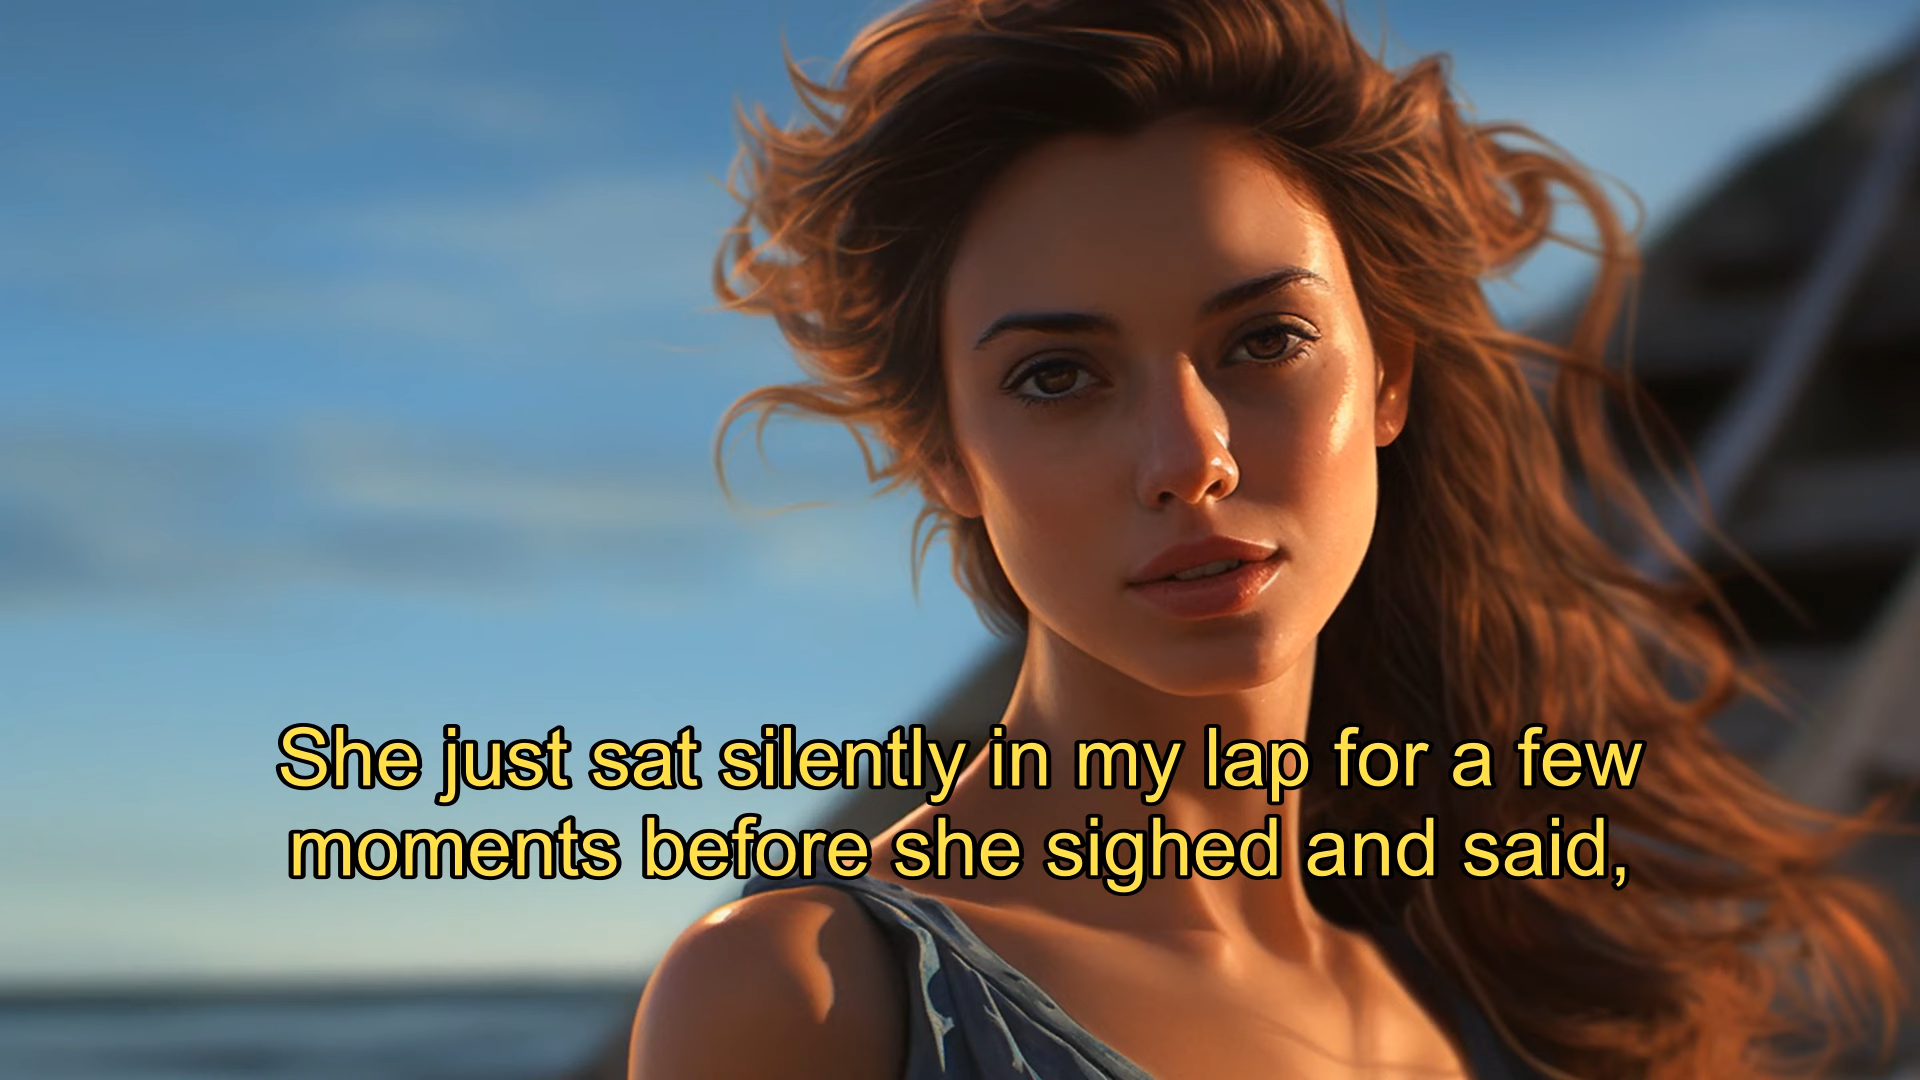 She just sat silently in my lap for a few
moments before she sighed and said,